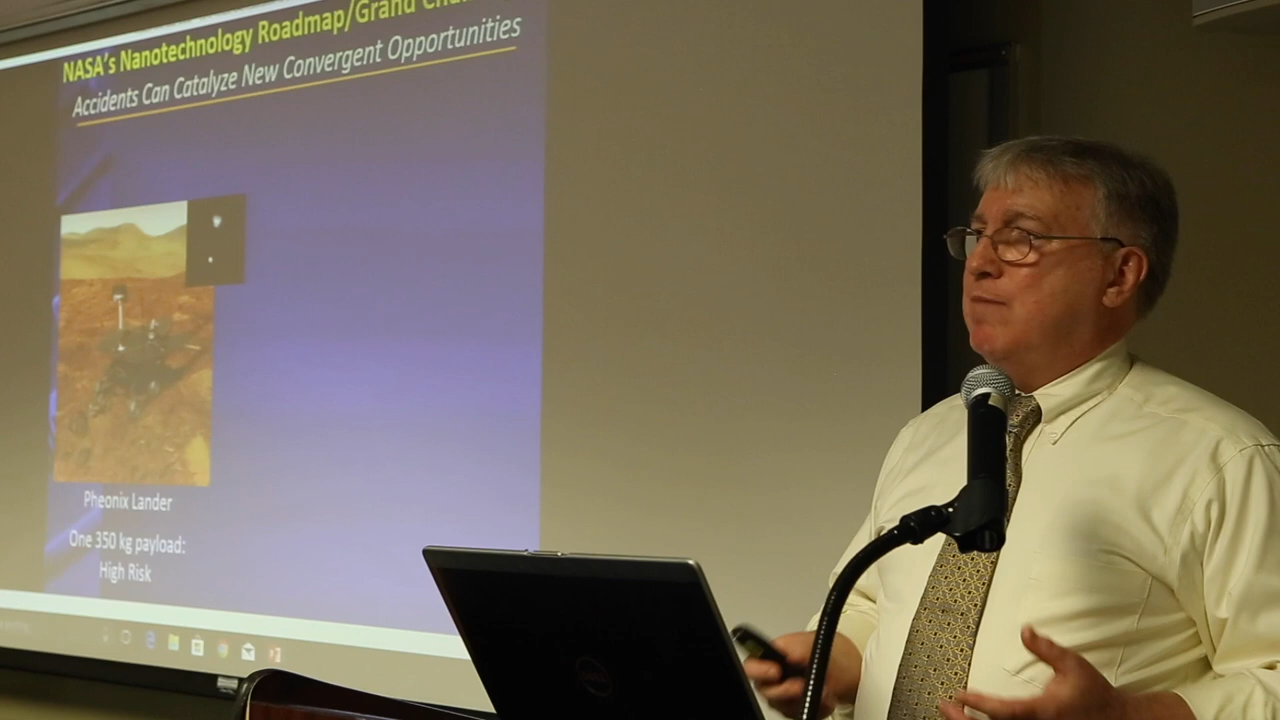 NASA's Nanotechnology Roadmap/Grand
Accidents Can Catalyze New Convergent Opportunities
Pheonix Lander
One 350 kg payload:
High Risk